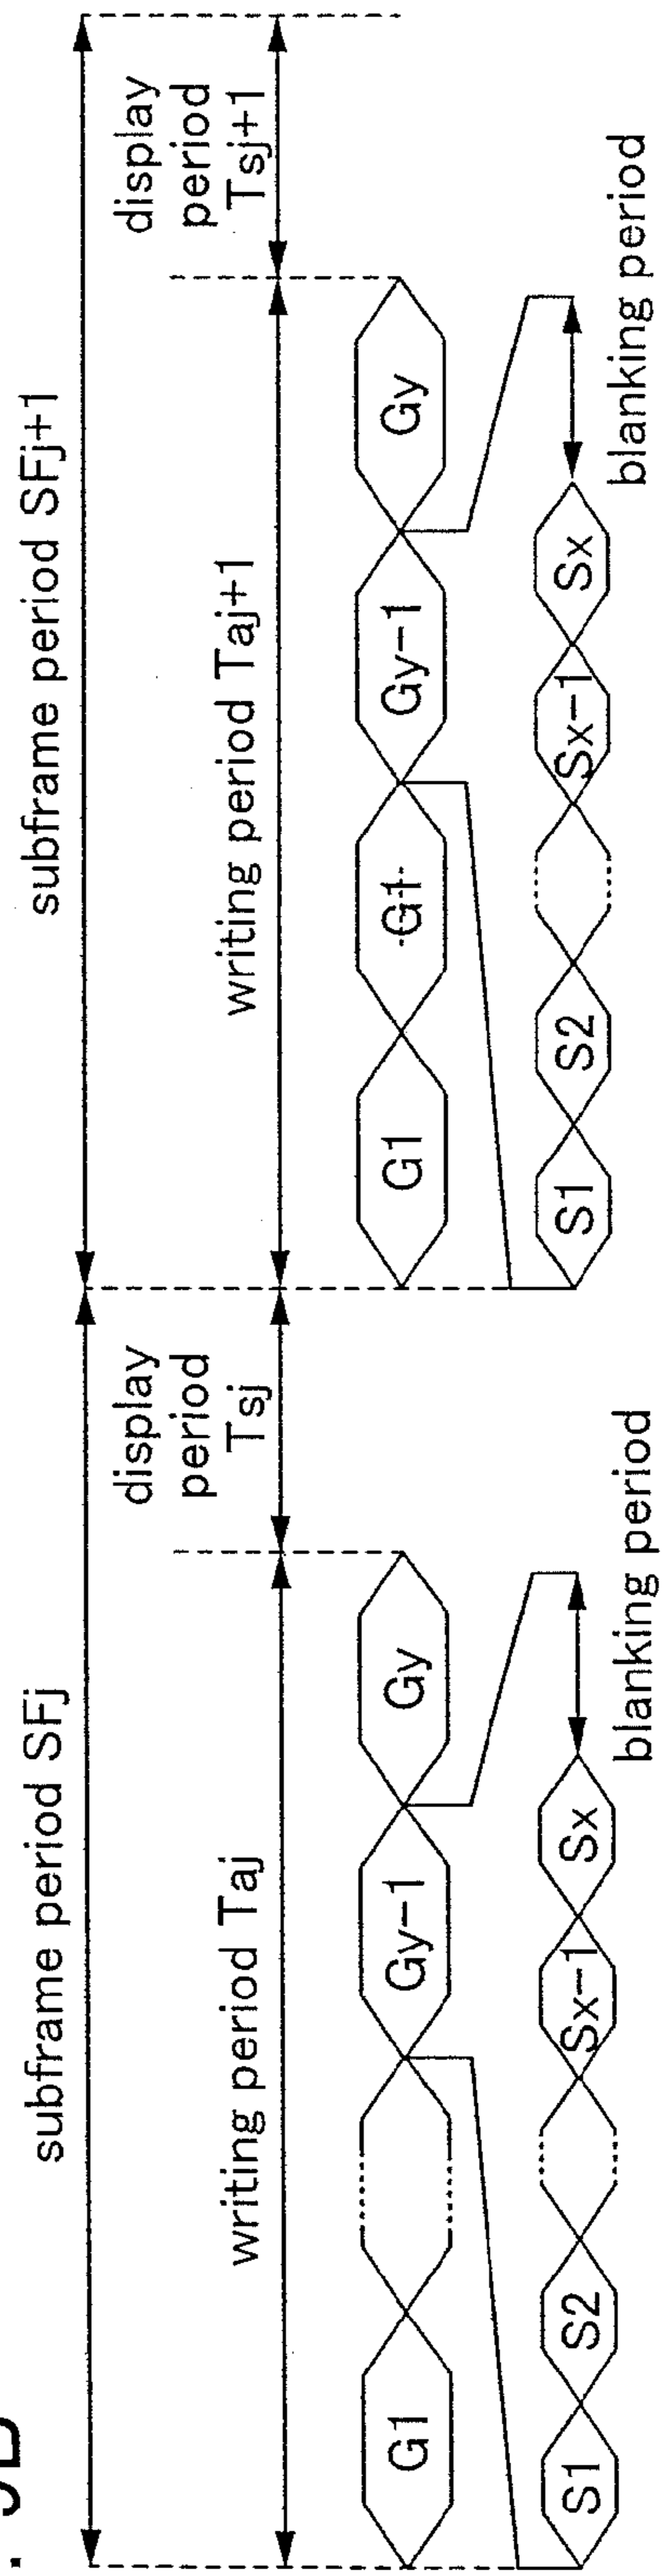 subframe period SFj
subframe period SFj+1
writing period Taj
display
period
Tsj
writing period Taj+1
display
period
Tsj+1
G1
Gy-1
Gy
G1
G1
Gy-1
Gy
S1
S2
Sx-1
Sx
blanking period
S1
S2
Sx-1
Sx
blanking period